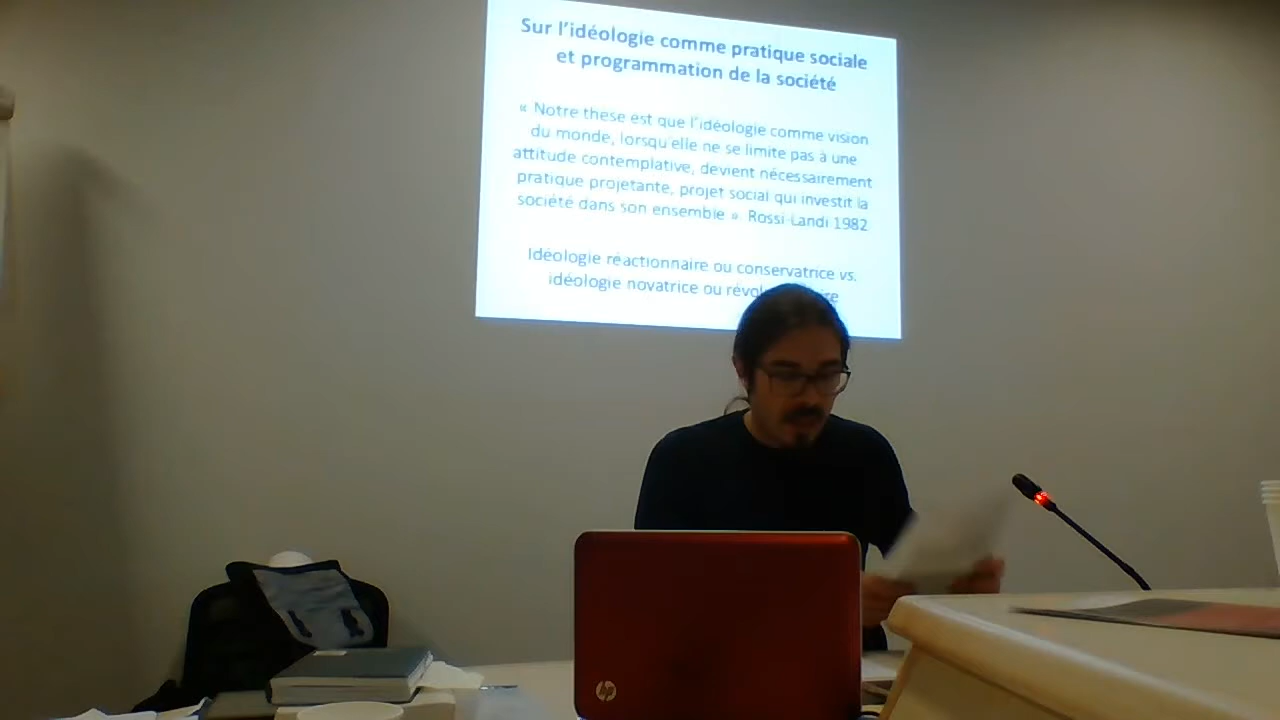 Sur l'idéologie comme pratique sociale
et programmation de la société
« Notre these est que l'idéologie comme vision
du monde, lorsqu'elle ne se limite pas à une
attitude contemplative, devient nécessairement
pratique projetante, projet social qui investit la
société dans son ensemble » Rossi-Landi 1982
Idéologie réactionnaire ou conservatrice vs.
idéologie novatrice ou
hp